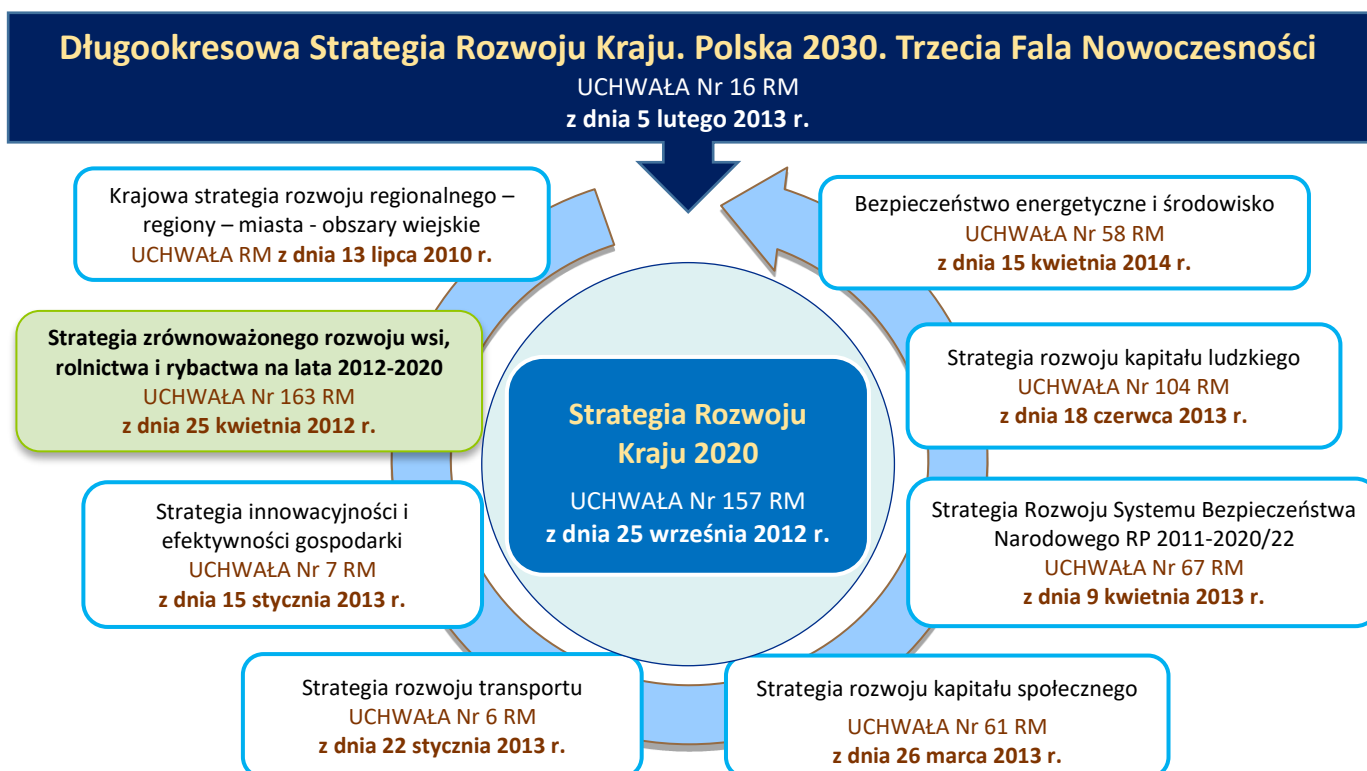 Długookresowa Strategia Rozwoju Kraju. Polska 2030. Trzecia Fala Nowoczesności
UCHWAŁA Nr 16 RM
z dnia 5 lutego 2013 r.
Krajowa strategia rozwoju regionalnego –
regiony – miasta - obszary wiejskie
UCHWAŁA RM z dnia 13 lipca 2010 r.
Bezpieczeństwo energetyczne i środowisko
UCHWAŁA Nr 58 RM
z dnia 15 kwietnia 2014 r.
Strategia zrównoważonego rozwoju wsi,
rolnictwa i rybactwa na lata 2012-2020
UCHWAŁA Nr 163 RM
z dnia 25 kwietnia 2012 r.
Strategia rozwoju kapitału ludzkiego
UCHWAŁA Nr 104 RM
z dnia 18 czerwca 2013 r.
Strategia Rozwoju
Kraju 2020
UCHWAŁA Nr 157 RM
z dnia 25 września 2012 r.
Strategia innowacyjności i
efektywności gospodarki
UCHWAŁA Nr 7 RM
z dnia 15 stycznia 2013 r.
Strategia Rozwoju Systemu Bezpieczeństwa
Narodowego RP 2011-2020/22
UCHWAŁA Nr 67 RM
z dnia 9 kwietnia 2013 r.
Strategia rozwoju transportu
UCHWAŁA Nr 6 RM
z dnia 22 stycznia 2013 r.
Strategia rozwoju kapitału społecznego
UCHWAŁA Nr 61 RM
z dnia 26 marca 2013 r.